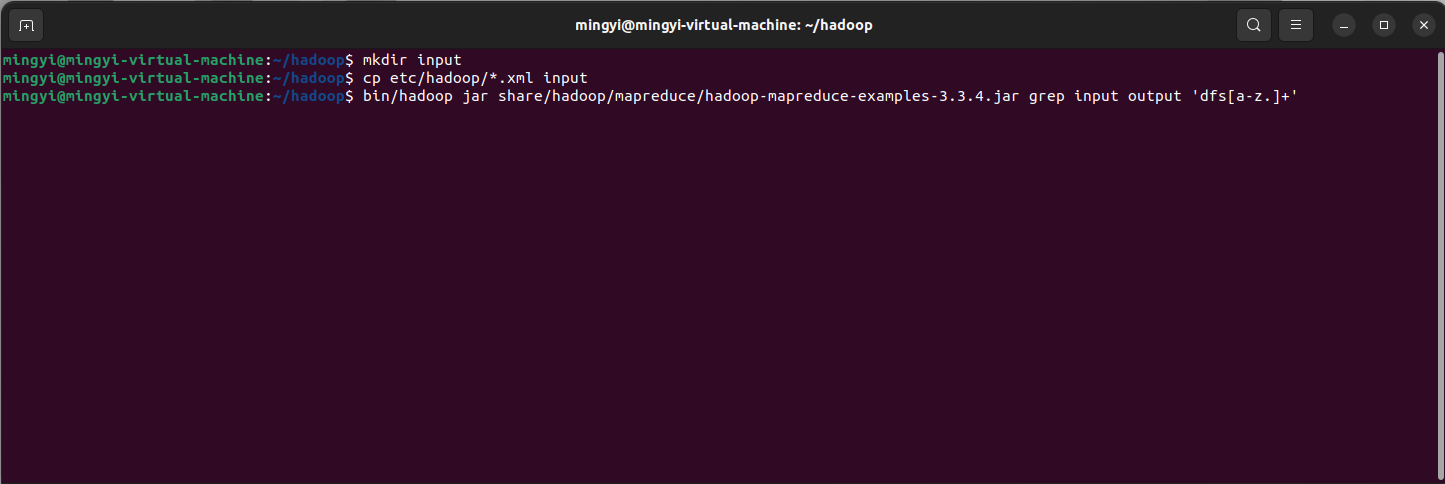 mingyi@mingyi-virtual-machine: ~/hadoop
mingyi@mingyi-virtual-machine:~/hadoop$ mkdir input
mingyi@mingyi-virtual-machine:~/hadoop$ cp etc/hadoop/*.xml input
mingyi@mingyi-virtual-machine:~/hadoop$ bin/hadoop jar share/hadoop/mapreduce/hadoop-mapreduce-examples-3.3.4.jar grep input output 'dfs[a-z.]+'